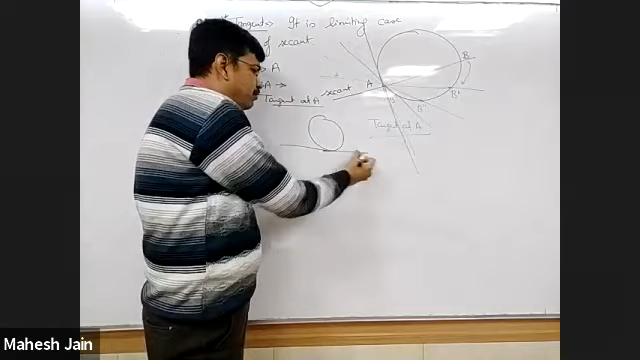 Tangent → It is limiting case
of secant.
A
A →
Tangent at A
secant
A
B
B'
B''
Tangent at A
Mahesh Jain